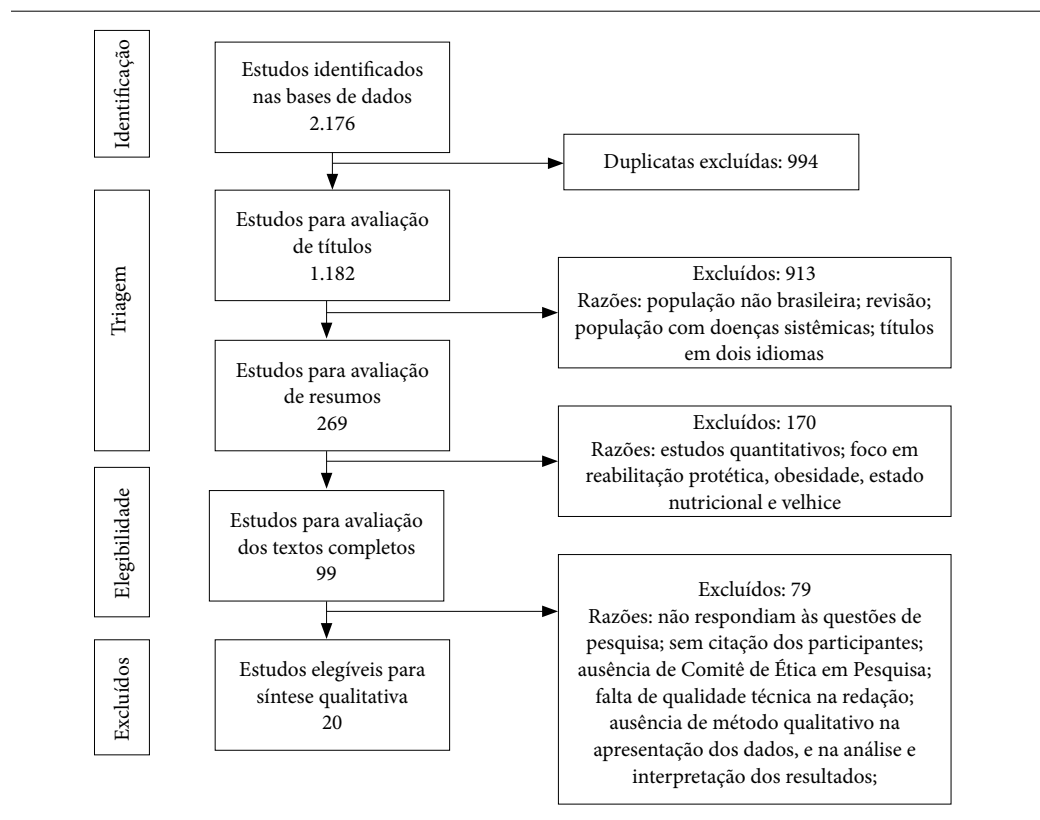 Identificação
Estudos identificados
nas bases de dados
2.176
Duplicatas excluídas: 994
Triagem
Estudos para avaliação
de títulos
1.182
Excluídos: 913
Razões: população não brasileira; revisão;
população com doenças sistêmicas; títulos
em dois idiomas
Estudos para avaliação
de resumos
269
Excluídos: 170
Razões: estudos quantitativos; foco em
reabilitação protética, obesidade, estado
nutricional e velhice
Elegibilidade
Estudos para avaliação
dos textos completos
99
Excluídos: 79
Razões: não respondiam às questões de
pesquisa; sem citação dos participantes;
ausência de Comitê de Ética em Pesquisa;
falta de qualidade técnica na redação;
ausência de método qualitativo na
apresentação dos dados, e na análise e
interpretação dos resultados;
Excluídos
Estudos elegíveis para
síntese qualitativa
20